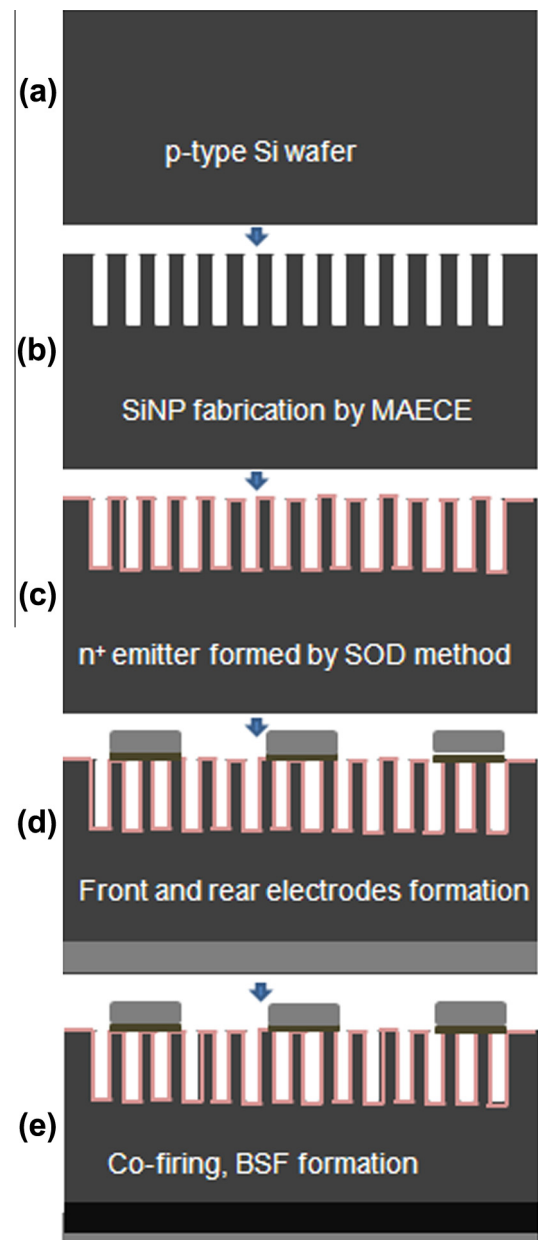 (a)
p-type Si wafer
(b)
SiNP fabrication by MAECE
(c)
n⁺ emitter formed by SOD method
(d)
Front and rear electrodes formation
(e)
Co-firing, BSF formation